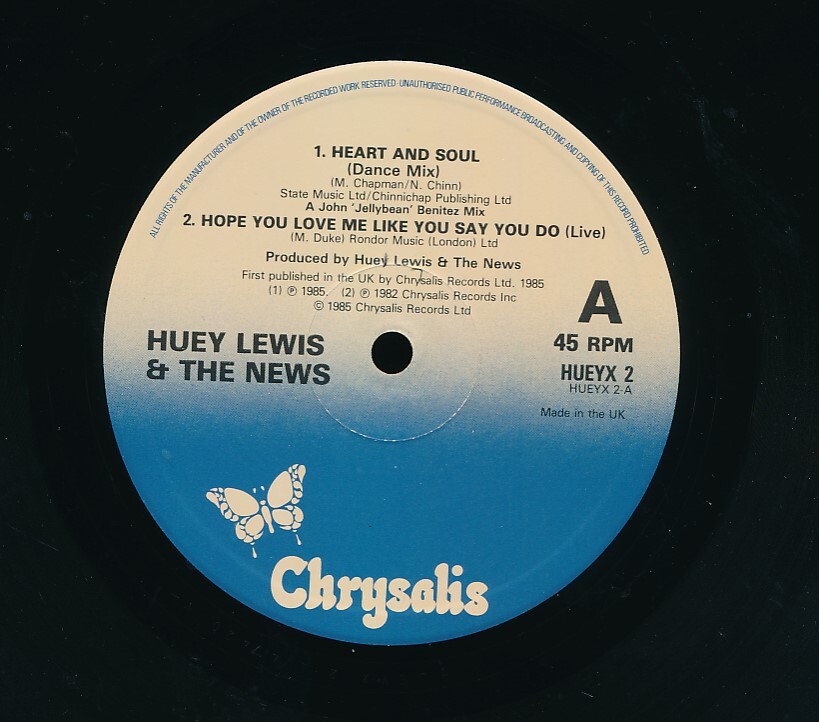 ALL RIGHTS OF THE MANUFACTURER AND OF THE OWNER OF THE RECORDED WORK RESERVED·UNAUTHORISED PUBLIC PERFORMANCE BROADCASTING AND COPYING OF THIS RECORD PROHIBITED
1. HEART AND SOUL
(Dance Mix)
(M. Chapman/N. Chinn)
State Music Ltd/Chinnichap Publishing Ltd
A John 'Jellybean' Benitez Mix
2. HOPE YOU LOVE ME LIKE YOU SAY YOU DO (Live)
(M. Duke) Rondor Music (London) Ltd
Produced by Huey Lewis & The News
First published in the UK by Chrysalis Records Ltd. 1985
(1) ℗ 1985. (2) ℗ 1982 Chrysalis Records Inc
© 1985 Chrysalis Records Ltd
HUEY LEWIS
& THE NEWS
A
45 RPM
HUEYX 2
HUEYX 2-A
Made in the UK
Chrysalis